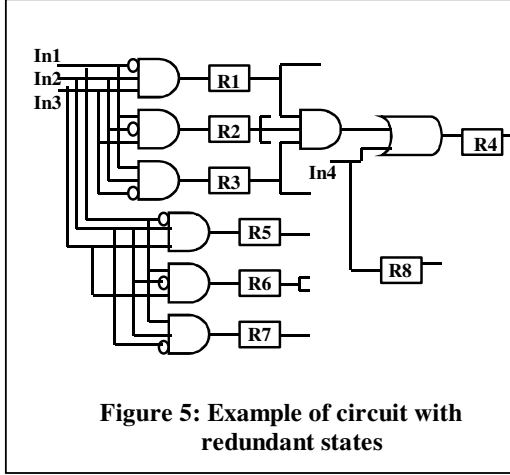 In1
In2
In3
R1
R2
R3
In4
R4
R5
R8
R6
R7
Figure 5: Example of circuit with
redundant states